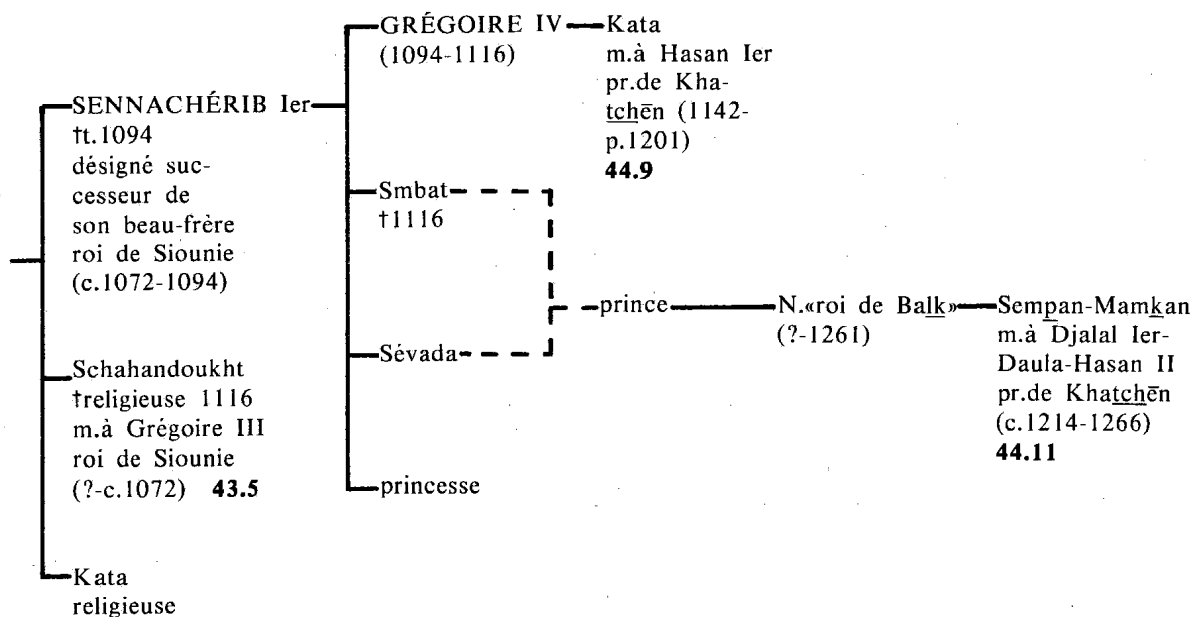 GRÉGOIRE IV
(1094-1116)
Kata
m.à Hasan Ier
pr.de Kha-
tchēn (1142-
p.1201)
44.9
SENNACHÉRIB Ier
†t.1094
désigné suc-
cesseur de
son beau-frère
roi de Siounie
(c.1072-1094)
Smbat
†1116
prince
N.«roi de Balk»
(?-1261)
Sempan-Mamkan
m.à Djalal Ier-
Daula-Hasan II
pr.de Khatchēn
(c.1214-1266)
44.11
Sévada
Schahandoukht
†religieuse 1116
m.à Grégoire III
roi de Siounie
(?-c.1072) 43.5
princesse
Kata
religieuse